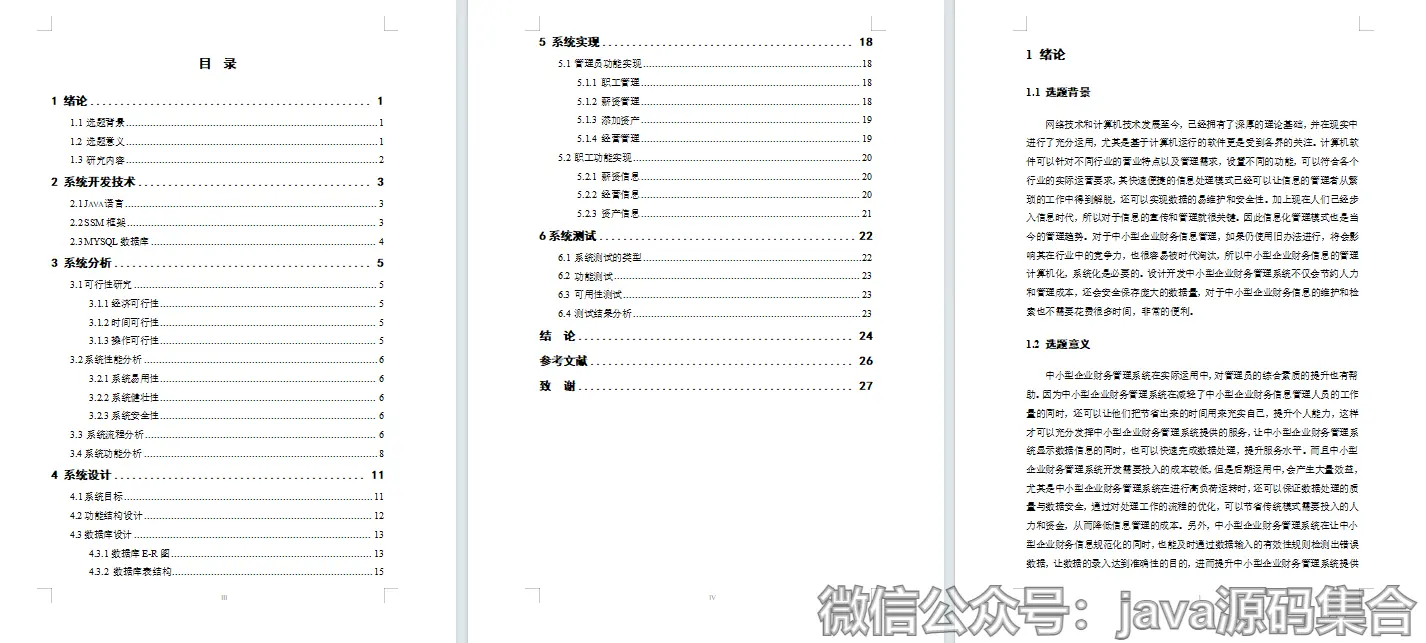 目 录
1 绪论 1
1.1 选题背景 1
1.2 选题意义 1
1.3 研究内容 2
2 系统开发技术 3
2.1Java语言 3
2.2SSM框架 3
2.3MYSQL数据库 4
3 系统分析 5
3.1可行性研究 5
3.1.1经济可行性 5
3.1.2时间可行性 5
3.1.3操作可行性 5
3.2系统性能分析 6
3.2.1系统易用性 6
3.2.2系统健壮性 6
3.2.3系统安全性 6
3.3 系统流程分析 6
3.4系统功能分析 8
4 系统设计 11
4.1系统目标 11
4.2功能结构设计 12
4.3数据库设计 13
4.3.1数据库E-R图 13
4.3.2 数据库表结构 15
III
5 系统实现 18
5.1管理员功能实现 18
5.1.1 职工管理 18
5.1.2 薪资管理 18
5.1.3 添加资产 19
5.1.4 经营管理 19
5.2职工功能实现 20
5.2.1 薪资信息 20
5.2.2 经营信息 20
5.2.3 资产信息 21
6系统测试 22
6.1 系统测试的类型 22
6.2 功能测试 23
6.3 可用性测试 23
6.4 测试结果分析 23
结 论 24
参考文献 26
致 谢 27
IV
1 绪论
1.1 选题背景
网络技术和计算机技术发展至今，已经拥有了深厚的理论基础，并在现实中
进行了充分运用，尤其是基于计算机运行的软件更是受到各界的关注。计算机软
件可以针对不同行业的营业特点以及管理需求，设置不同的功能，可以符合各个
行业的实际运营要求，其快速便捷的信息处理模式已经可以让信息的管理者从繁
琐的工作中得到解脱，还可以实现数据的易维护和安全性。加上现在人们已经步
入信息时代，所以对于信息的宣传和管理就很关键。因此信息化管理模式也是当
今的管理趋势。对于中小型企业财务信息管理，如果仍使用旧办法进行，将会影
响其在行业中的竞争力，也很容易被时代淘汰，所以中小型企业财务信息的管理
计算机化，系统化是必要的。设计开发中小型企业财务管理系统不仅会节约人力
和管理成本，还会安全保存庞大的数据量，对于中小型企业财务信息的维护和检
索也不需要花费很多时间，非常的便利。
1.2 选题意义
中小型企业财务管理系统在实际运用中，对管理员的综合素质的提升也有帮
助。因为中小型企业财务管理系统在减轻了中小型企业财务信息管理人员的工作
量的同时，还可以让他们把节省出来的时间用来充实自己，提升个人能力，这样
才可以充分发挥中小型企业财务管理系统提供的服务，让中小型企业财务管理系
统显示数据信息的同时，也可以快速完成数据处理，提升服务水平。而且中小型
企业财务管理系统开发需要投入的成本较低，但是后期运用中，会产生大量效益，
尤其是中小型企业财务管理系统在进行高负荷运转时，还可以保证数据处理的质
量与数据安全，通过对处理工作的流程的优化，可以节省传统模式需要投入的人
力和资金，从而降低信息管理的成本。另外，中小型企业财务管理系统在让中小
型企业财务信息规范化的同时，也能及时通过数据输入的有效性规则检测出错误
数据，让数据的录入达到准确性的目的，进而提升中小型企业财务管理系统提供
微信公众号：java源码集合